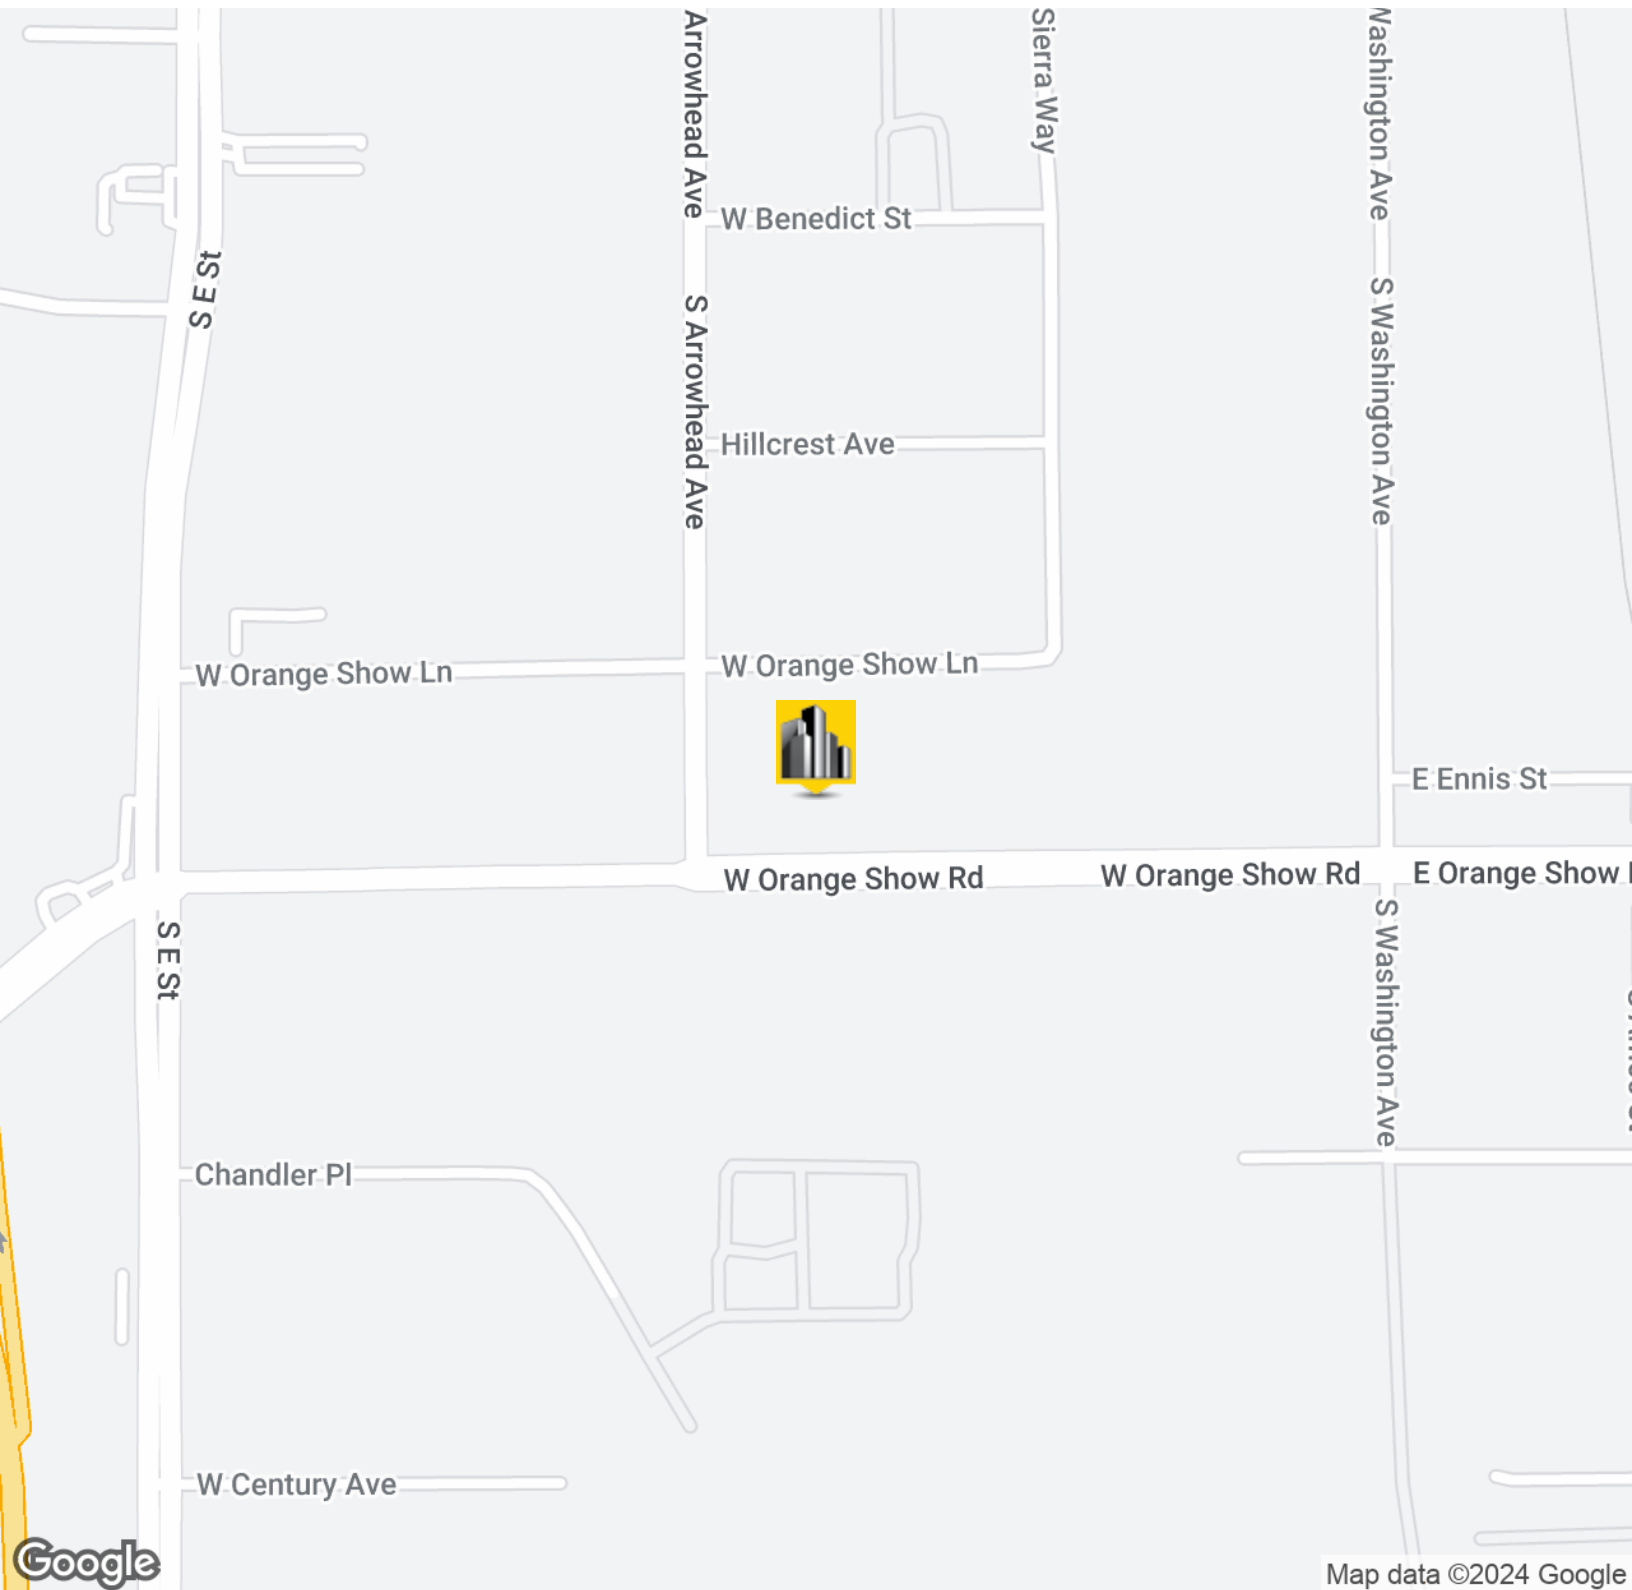 Arrowhead Ave
Sierra Way
Washington Ave
W Benedict St
S E St
S Arrowhead Ave
S Washington Ave
Hillcrest Ave
W Orange Show Ln
W Orange Show Ln
E Ennis St
W Orange Show Rd
W Orange Show Rd
E Orange Show
S E St
S Washington Ave
Chandler Pl
W Century Ave
Google
Map data ©2024 Google